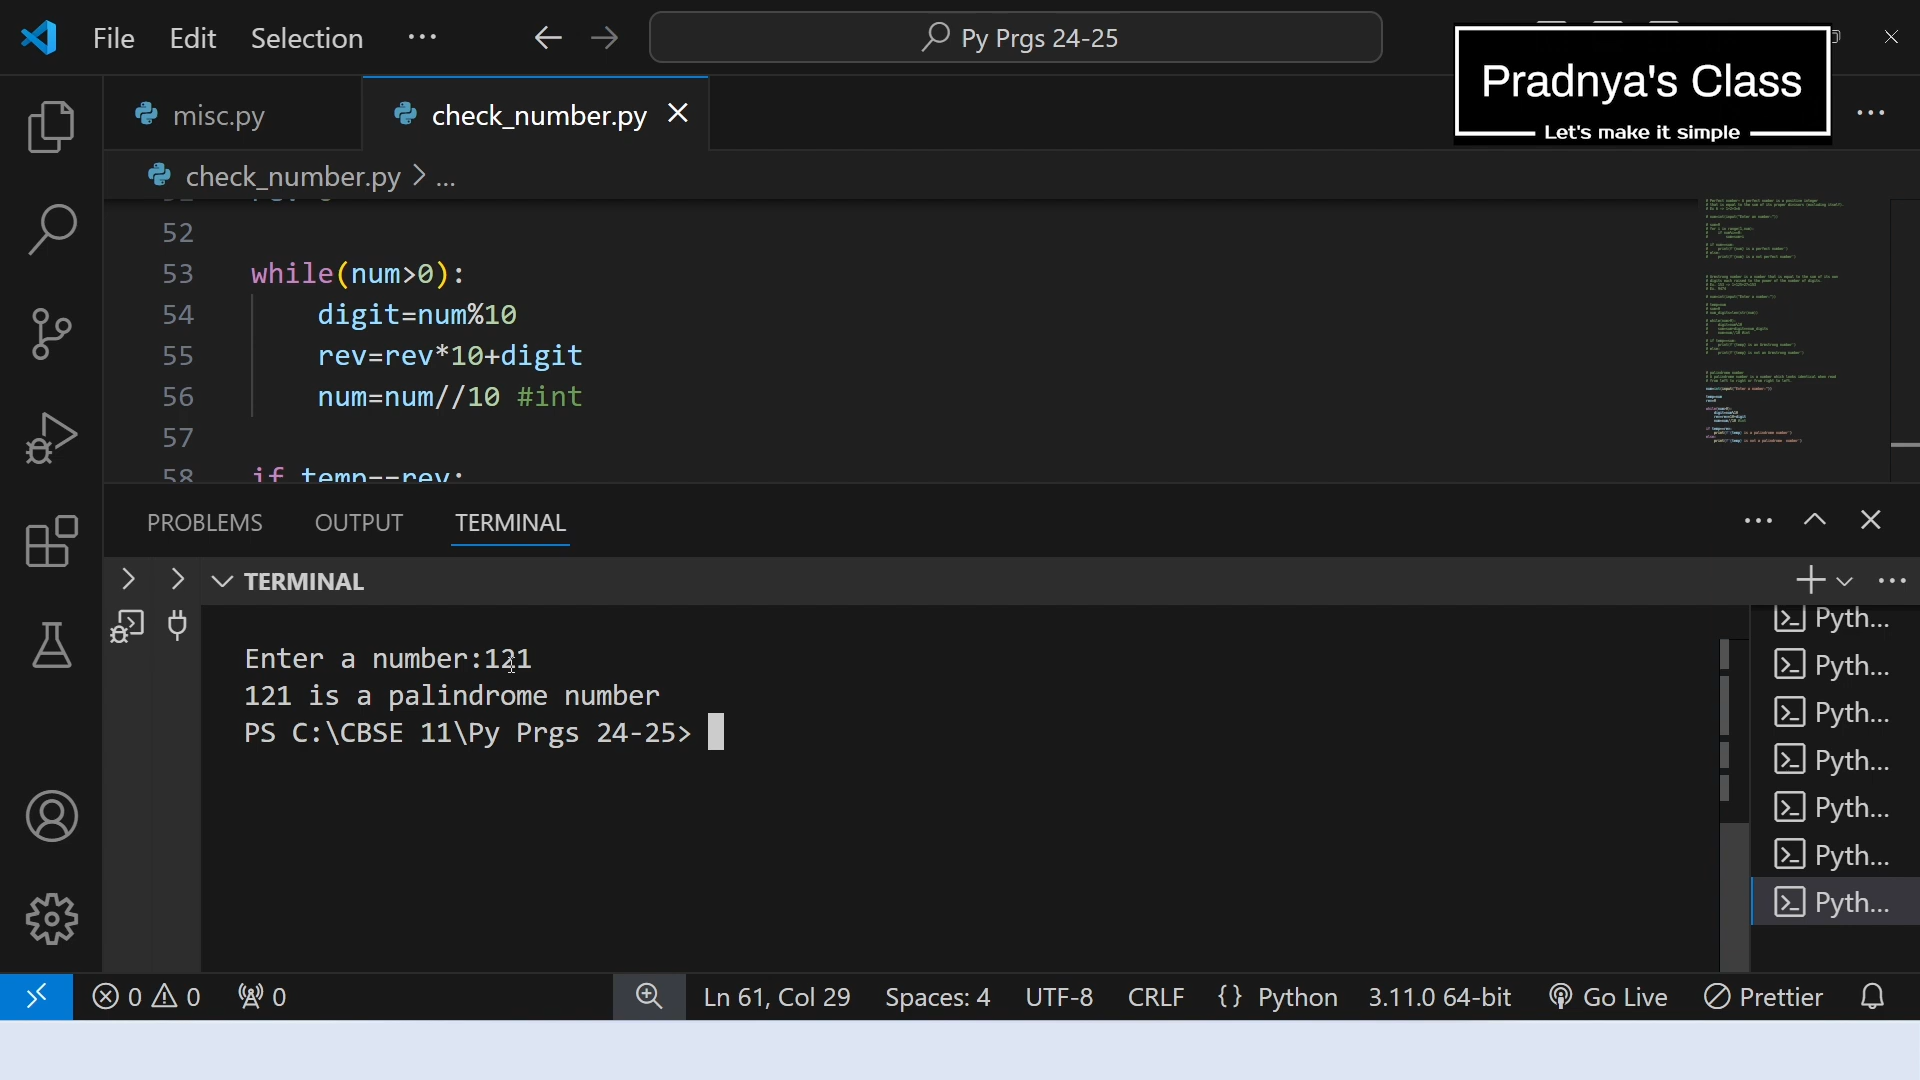 File Edit Selection ...
Py Prgs 24-25
Pradnya's Class
Let's make it simple
misc.py
check_number.py
check_number.py > ...
52
53 while(num>0):
54 digit=num%10
55 rev=rev*10+digit
56 num=num//10 #int
57
58 if temp==rev:
PROBLEMS OUTPUT TERMINAL
TERMINAL
Enter a number:121
121 is a palindrome number
PS C:\CBSE 11\Py Prgs 24-25>
Pyth...
Pyth...
Pyth...
Pyth...
Pyth...
Pyth...
Pyth...
0 0 0 Ln 61, Col 29 Spaces: 4 UTF-8 CRLF {} Python 3.11.0 64-bit Go Live Prettier